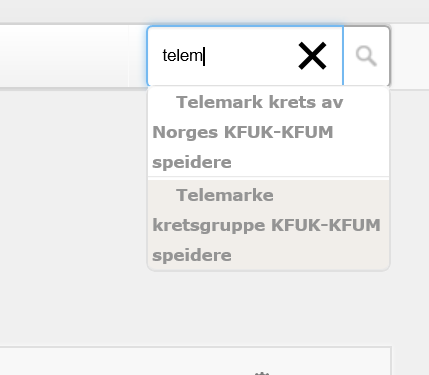 telem
Telemark krets av
Norges KFUK-KFUM
speidere
Telemarke
kretsgruppe KFUK-KFUM
speidere